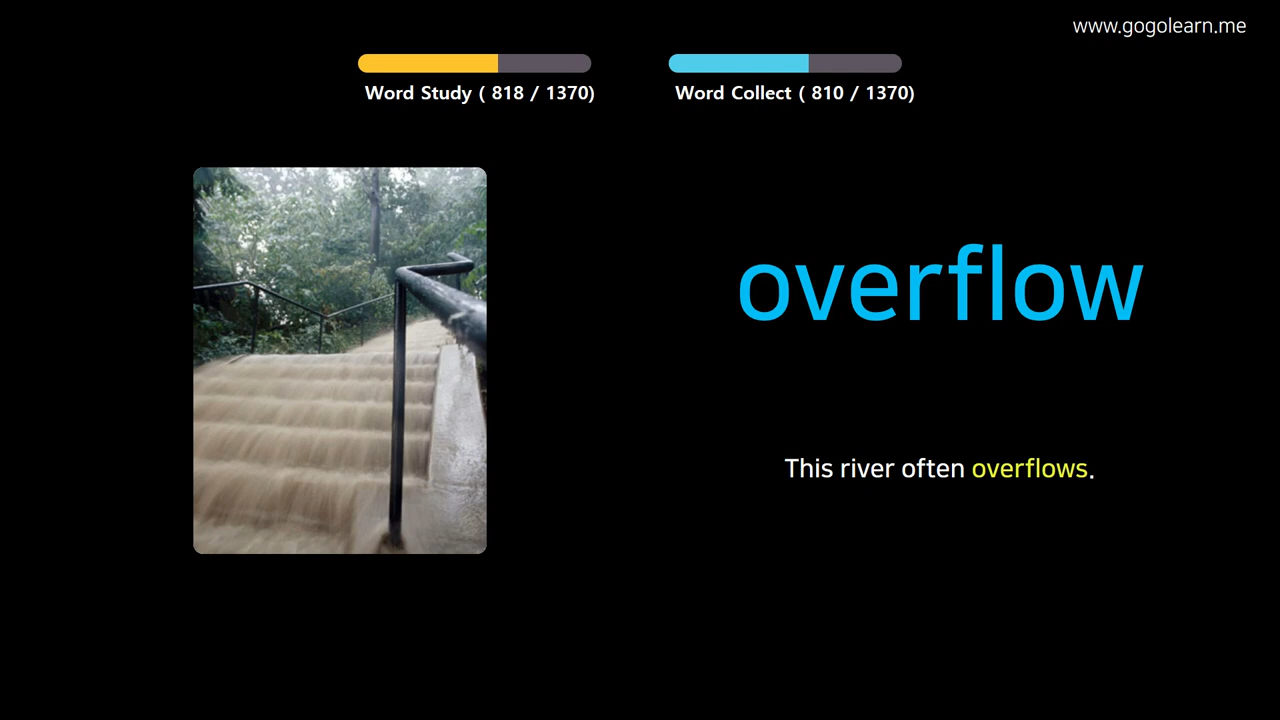 www.gogolearn.me
Word Study ( 818 / 1370)
Word Collect ( 810 / 1370)
overflow
This river often overflows.